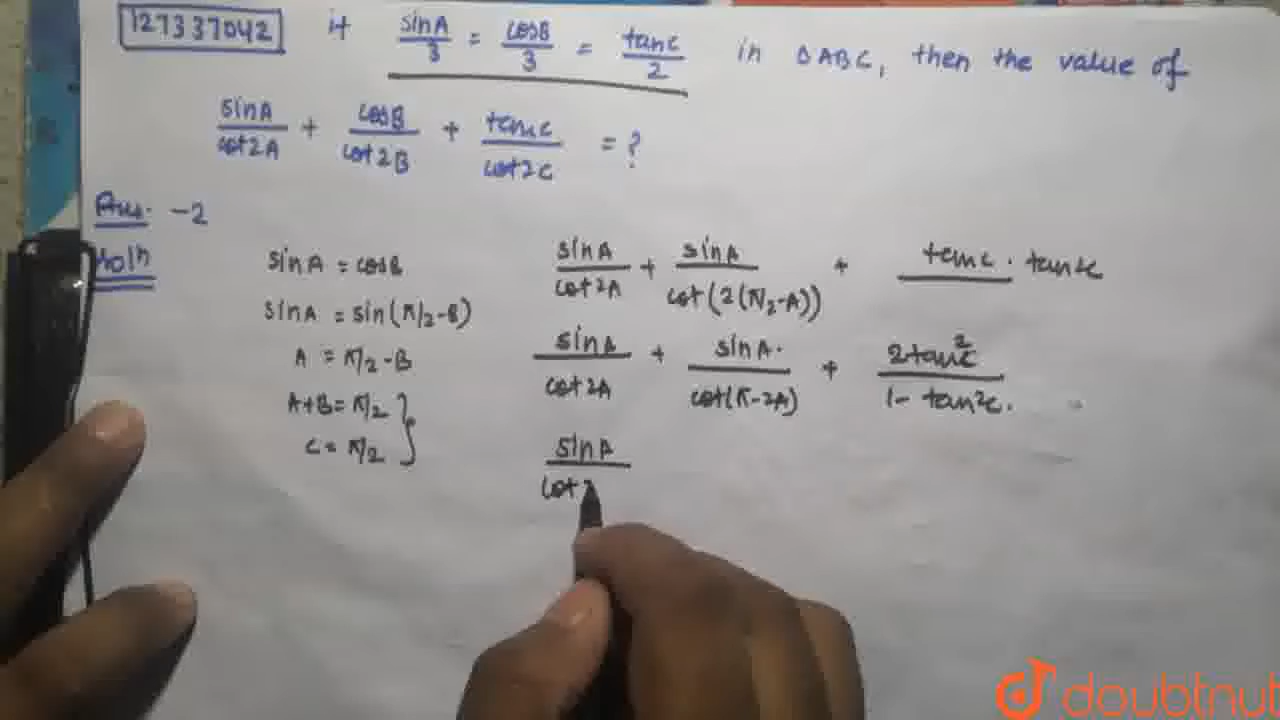 127337042 if sinA/3 = cosB/3 = tanc/2 in ΔABC, then the value of
sinA/cot2A + cosB/cot2B + tanc/cot2C = ?
Ans. -2
Soln
sinA = cosB
sinA = sin(π/2-B)
A = π/2-B
A+B=π/2
C = π/2
sinA/cot2A + sinA/cot(2(π/2-A)) + tanc. tan2c
sinA/cot2A + sinA./cot(π-2A) + 2tan²c/1- tan²c.
sinA/cot2
doubtnut